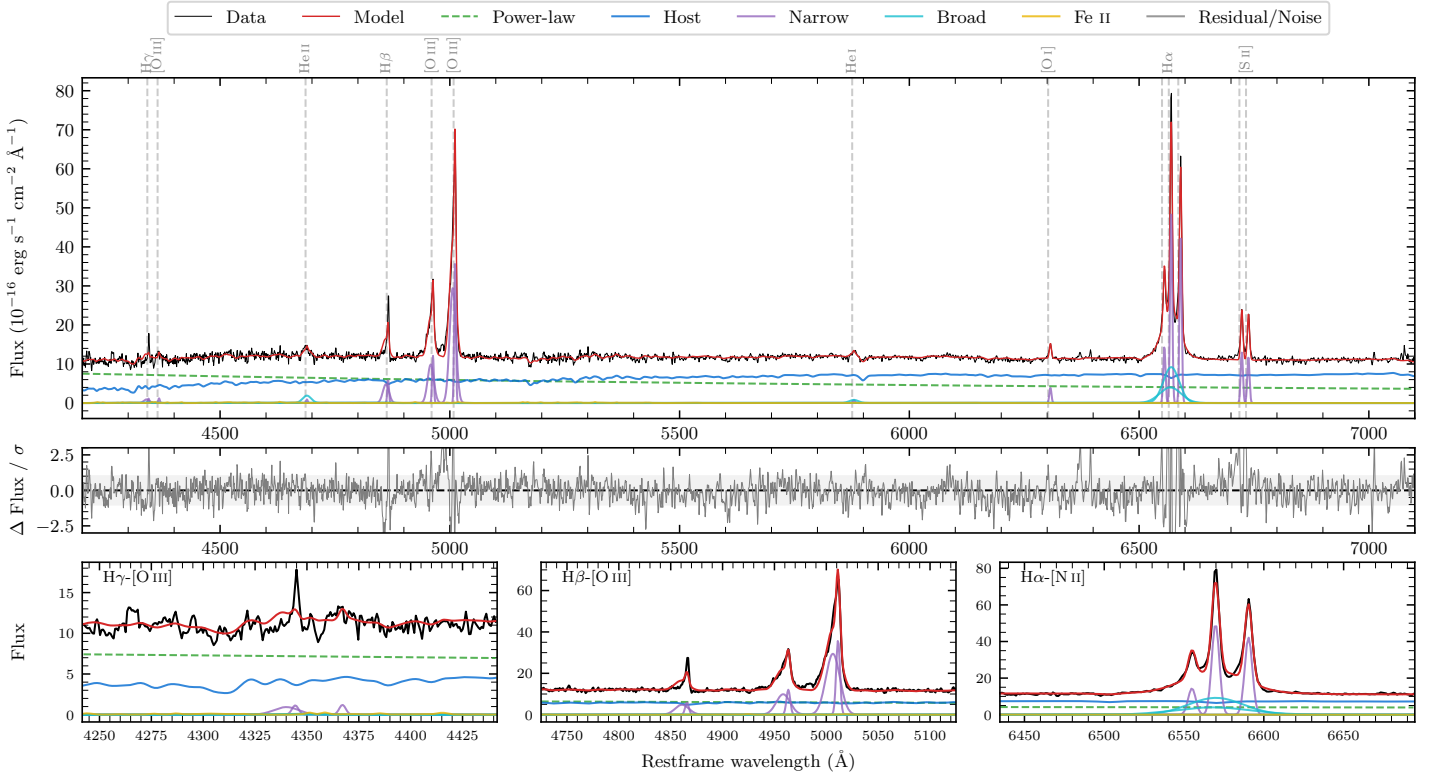 Data Model Power-law Host Narrow Broad Fe II Residual/Noise
Hγ [O III] He II Hβ [O III] [O III] He I [O I] Hα [S II]
Flux (10⁻¹⁶ erg s⁻¹ cm⁻² Å⁻¹)
80
70
60
50
40
30
20
10
0
4500 5000 5500 6000 6500 7000
Δ Flux / σ
2.5
0.0
−2.5
4500 5000 5500 6000 6500 7000
Flux
Hγ-[O III]
15
10
5
0
4250 4275 4300 4325 4350 4375 4400 4425
Hβ-[O III]
60
40
20
0
4750 4800 4850 4900 4950 5000 5050 5100
Hα-[N II]
80
60
40
20
0
6450 6500 6550 6600 6650
Restframe wavelength (Å)